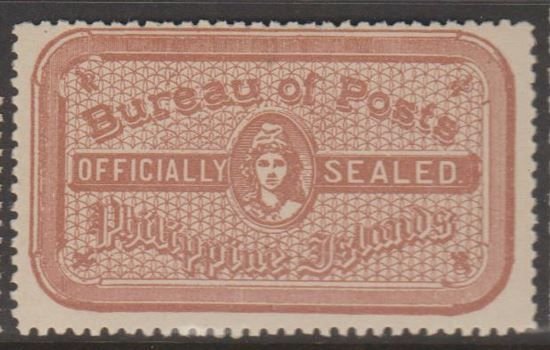 Bureau of Posts
OFFICIALLY SEALED.
Philippine Islands